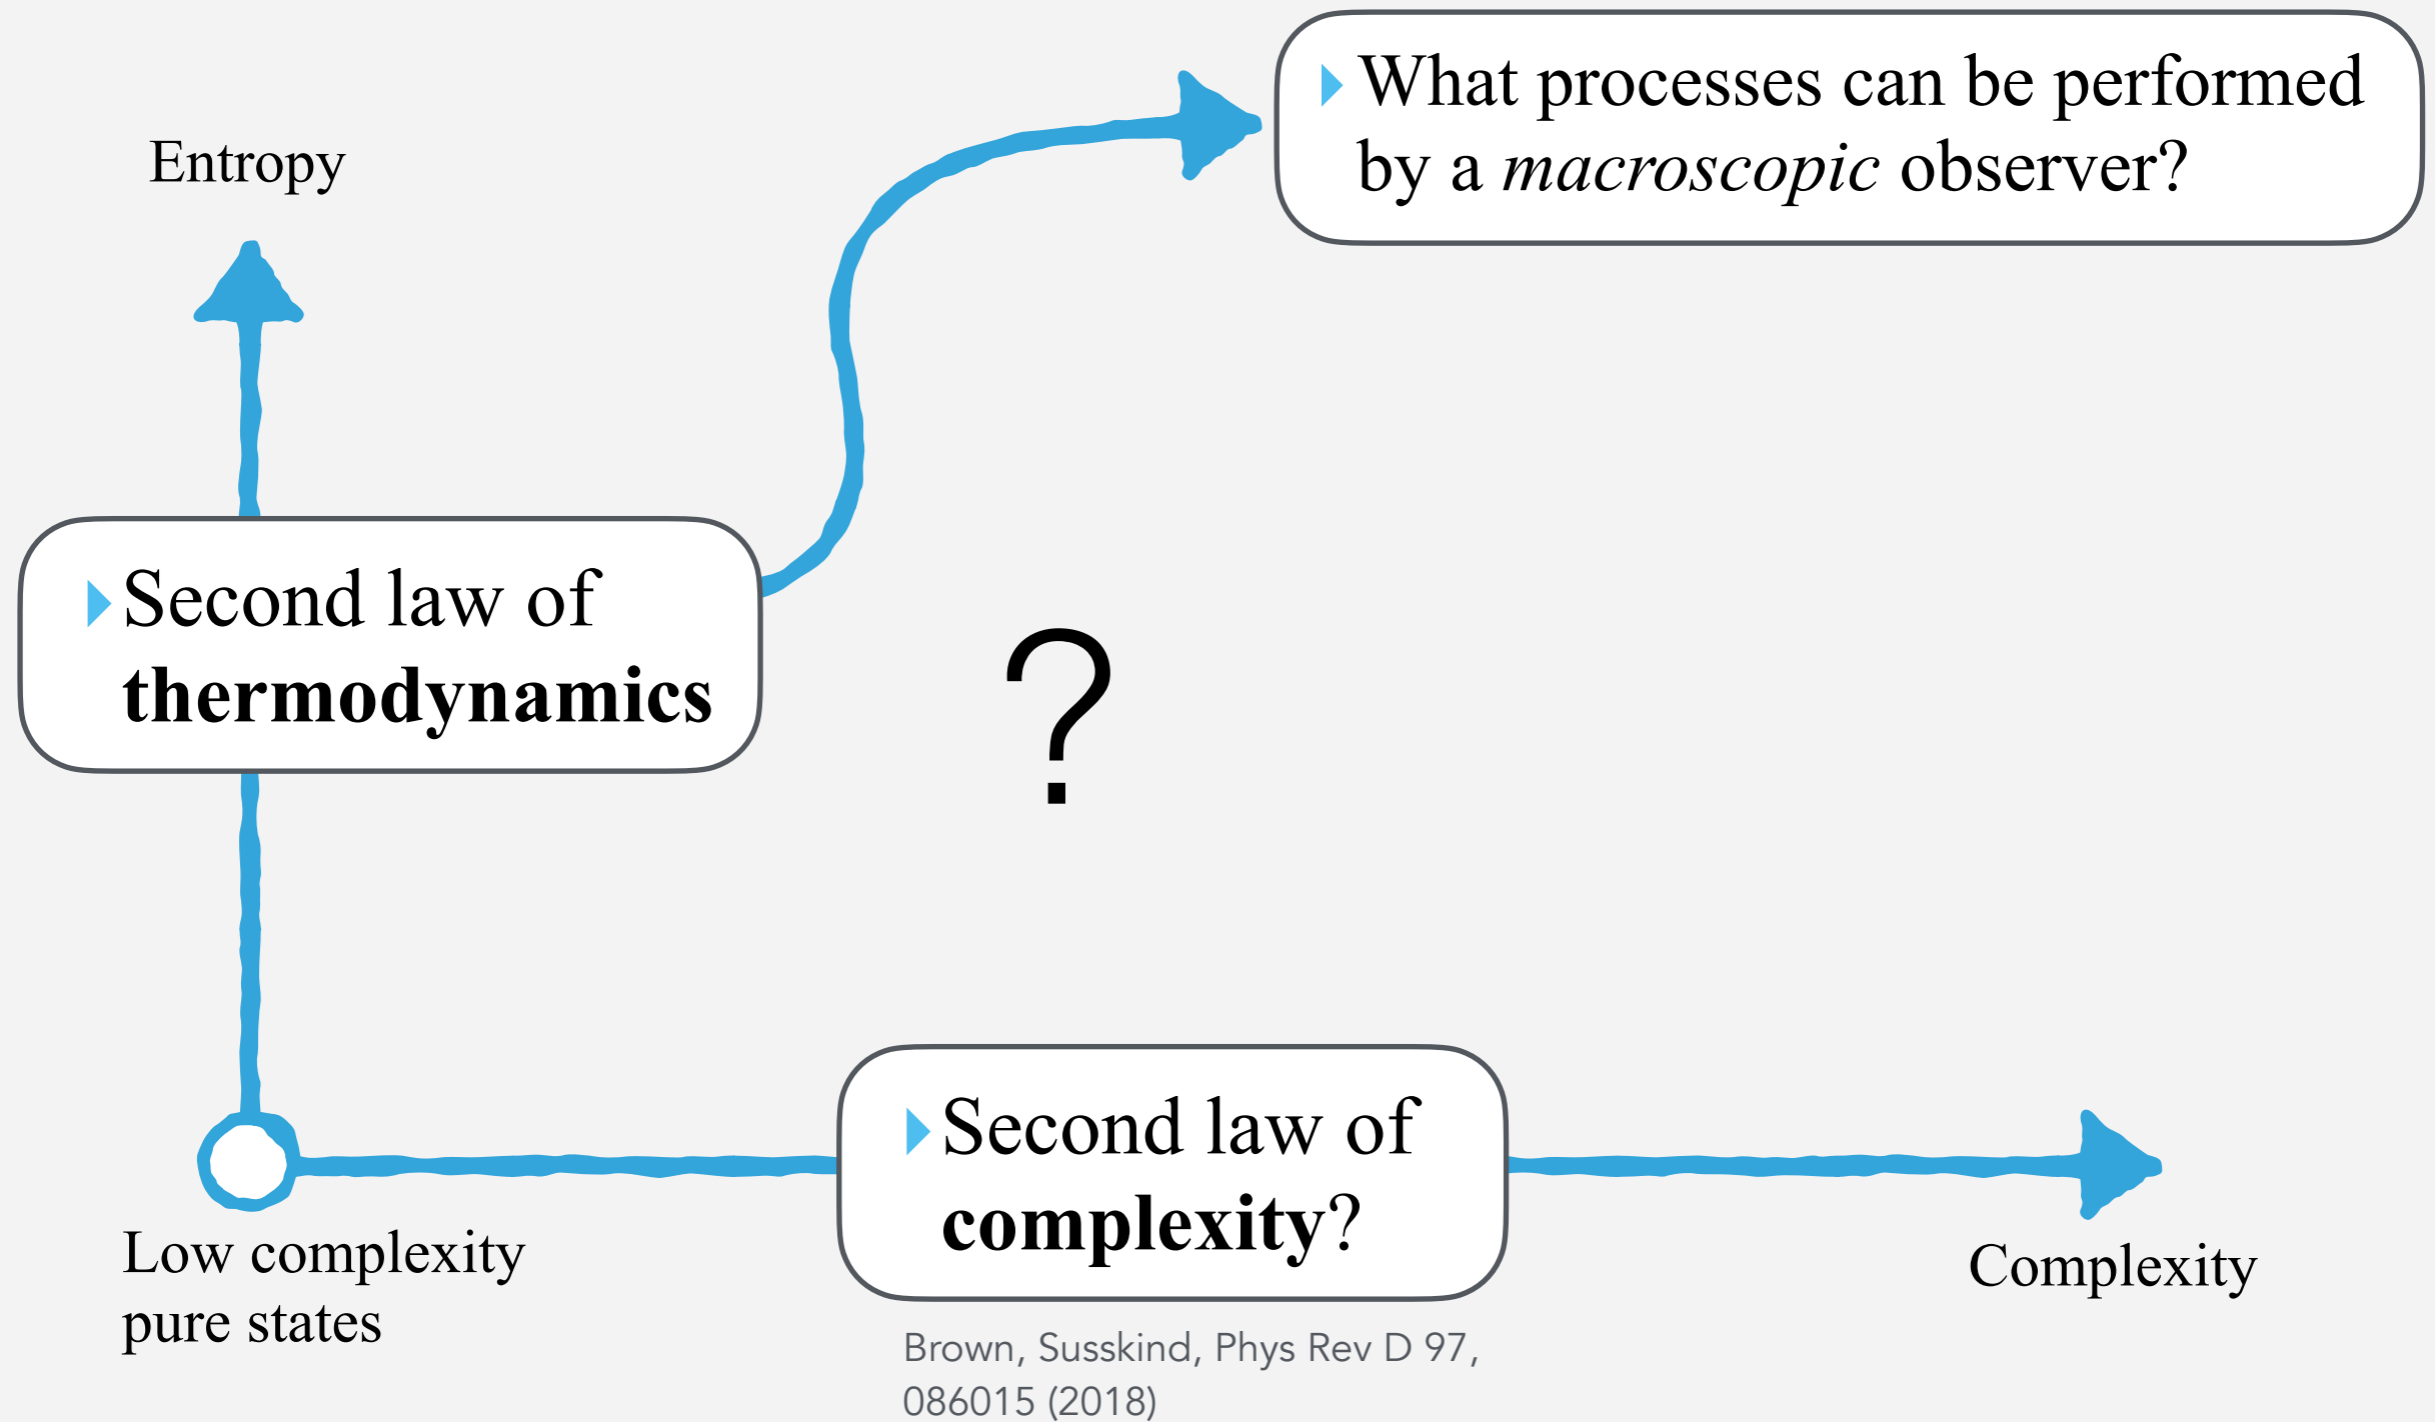 What processes can be performed
by a macroscopic observer?
Entropy
Second law of
thermodynamics
?
Second law of
complexity?
Low complexity
pure states
Complexity
Brown, Susskind, Phys Rev D 97,
086015 (2018)